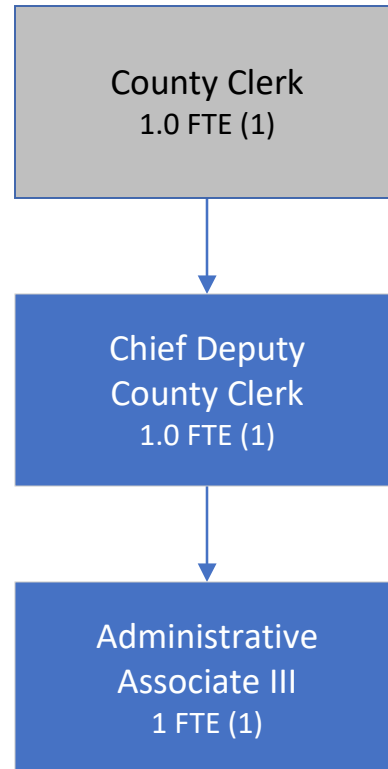 County Clerk
1.0 FTE (1)
Chief Deputy
County Clerk
1.0 FTE (1)
Administrative
Associate III
1 FTE (1)